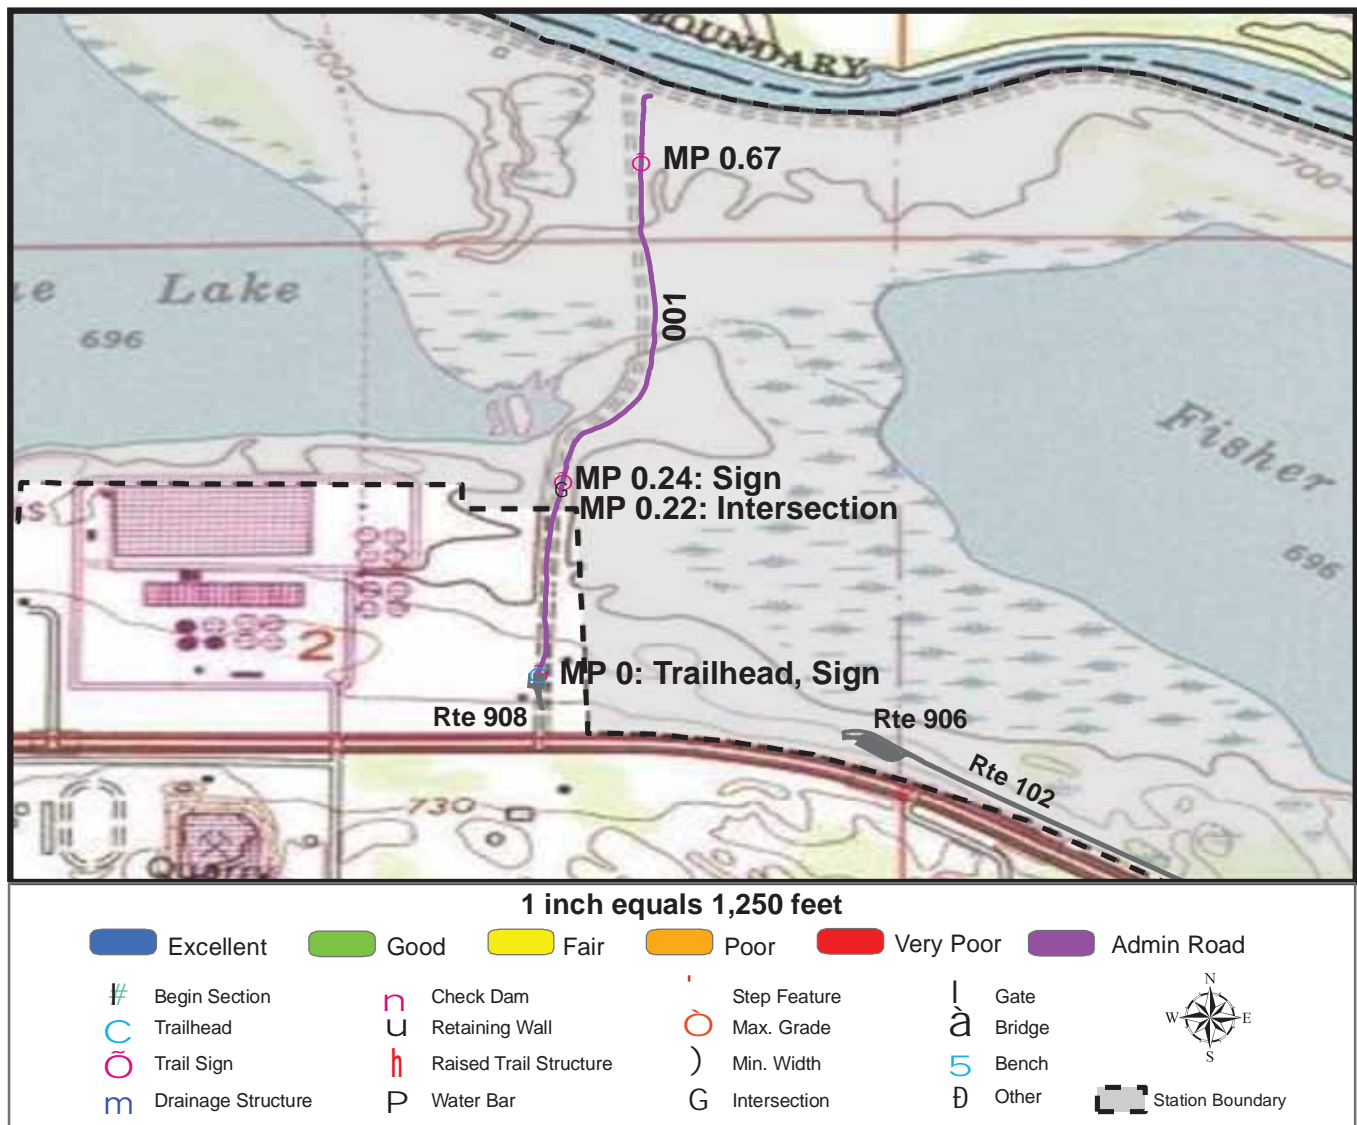 BOUNDARY
700
MP 0.67
700
ue Lake
696
001
Fisher
696
MP 0.24: Sign
MP 0.22: Intersection
S
G
2
MP 0: Trailhead, Sign
Rte 908
Rte 906
Rte 102
730
1 inch equals 1,250 feet
Excellent Good Fair Poor Very Poor Admin Road
# Begin Section n Check Dam ' Step Feature I Gate
C Trailhead u Retaining Wall Ò Max. Grade à Bridge
Õ Trail Sign h Raised Trail Structure ) Min. Width 5 Bench
m Drainage Structure P Water Bar G Intersection Ð Other Station Boundary
N
W E
S